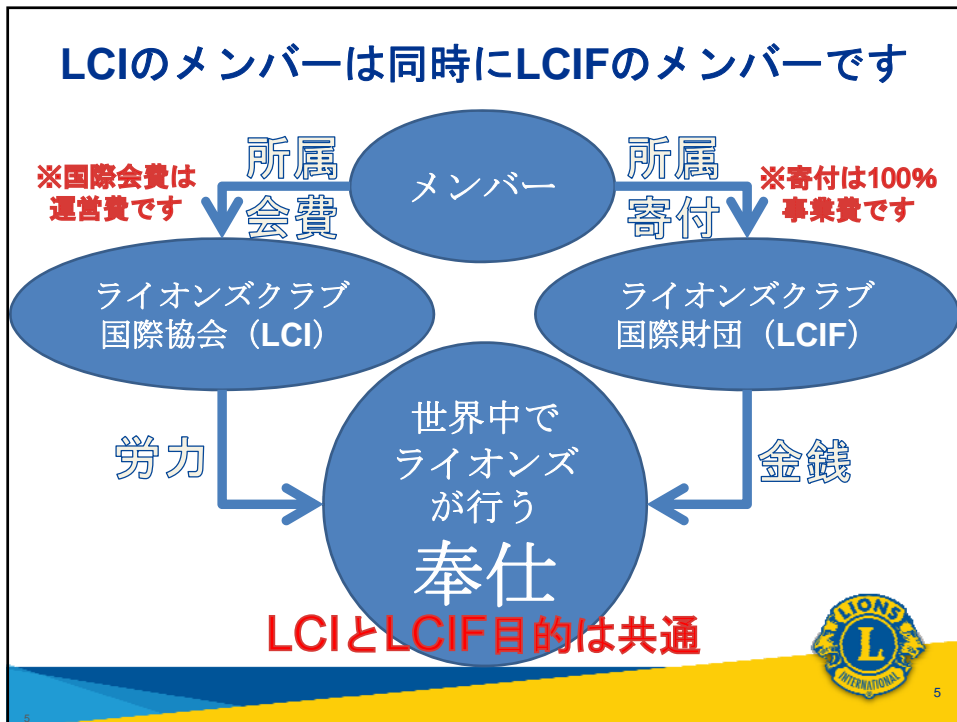 LCIのメンバーは同時にLCIFのメンバーです
メンバー
所属
会費
※国際会費は
運営費です
所属
寄付
※寄付は100%
事業費です
ライオンズクラブ
国際協会（LCI）
ライオンズクラブ
国際財団（LCIF）
労力
金銭
世界中で
ライオンズ
が行う
奉仕
LCIとLCIF目的は共通
LIONS
L
INTERNATIONAL
5
5